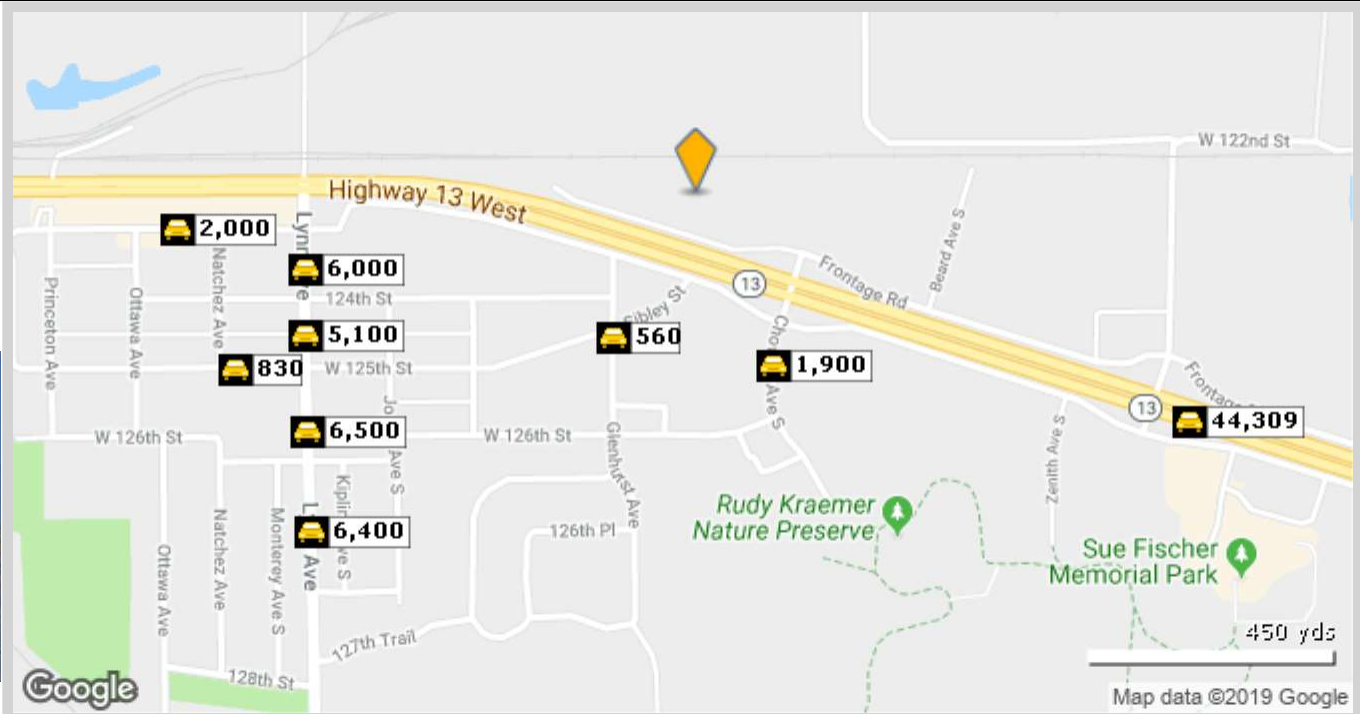 W 122nd St
Highway 13 West
2,000
Lynn Ave
Beard Ave S
6,000
Frontage Rd
13
124th St
Natchez Ave
Princeton Ave
Ottawa Ave
Sibley St
5,100
560
830
W 125th St
1,900
Ave S
Frontage
13
44,309
6,500
W 126th St
W 126th St
Glenhurst Ave
Zenith Ave S
Ave S
Rudy Kraemer
Nature Preserve
6,400
126th Pl
Ave
Natchez Ave
Monterey Ave S
Ottawa Ave
Sue Fischer
Memorial Park
127th Trail
450 yds
128th St
Google
Map data ©2019 Google